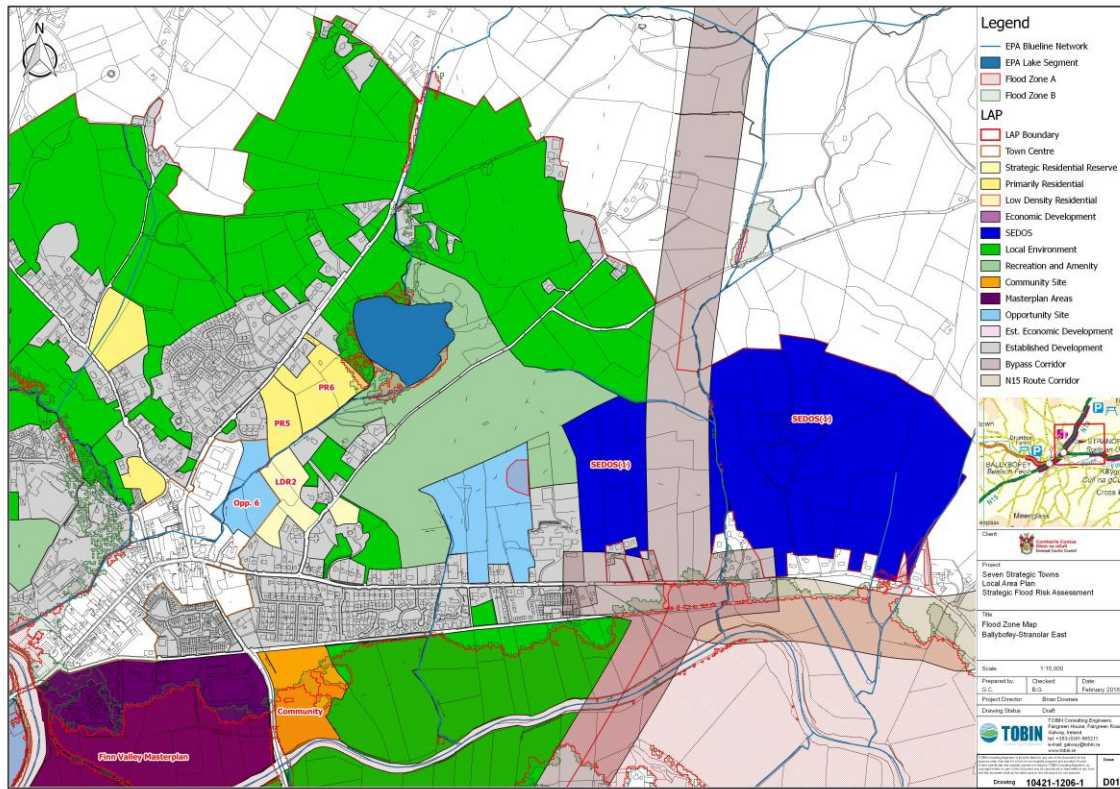 N
PR6
PR5
LDR2
Opp. 6
SEDOS(1)
SEDOS(1)
Community
Finn Valley Masterplan
Legend
EPA Blueline Network
EPA Lake Segment
Flood Zone A
Flood Zone B
LAP
LAP Boundary
Town Centre
Strategic Residential Reserve
Primarily Residential
Low Density Residential
Economic Development
SEDOS
Local Environment
Recreation and Amenity
Community Site
Masterplan Areas
Opportunity Site
Est. Economic Development
Established Development
Bypass Corridor
N15 Route Corridor
BALLYBOFEY
N15
Meenglass
Client
Project
Seven Strategic Towns
Local Area Plan
Strategic Flood Risk Assessment
Title
Flood Zone Map
Ballybofey-Stranolar East
Scale 1:15,000
Prepared by: Checked: Date:
G.C. B.G. February 2018
Project Director Brian Downes
Drawing Status Draft
TOBIN
TOBIN Consulting Engineers,
Fairgreen House, Fairgreen Road,
Galway, Ireland.
www.tobin.ie
Issue
Drawing 10421-1206-1 D01